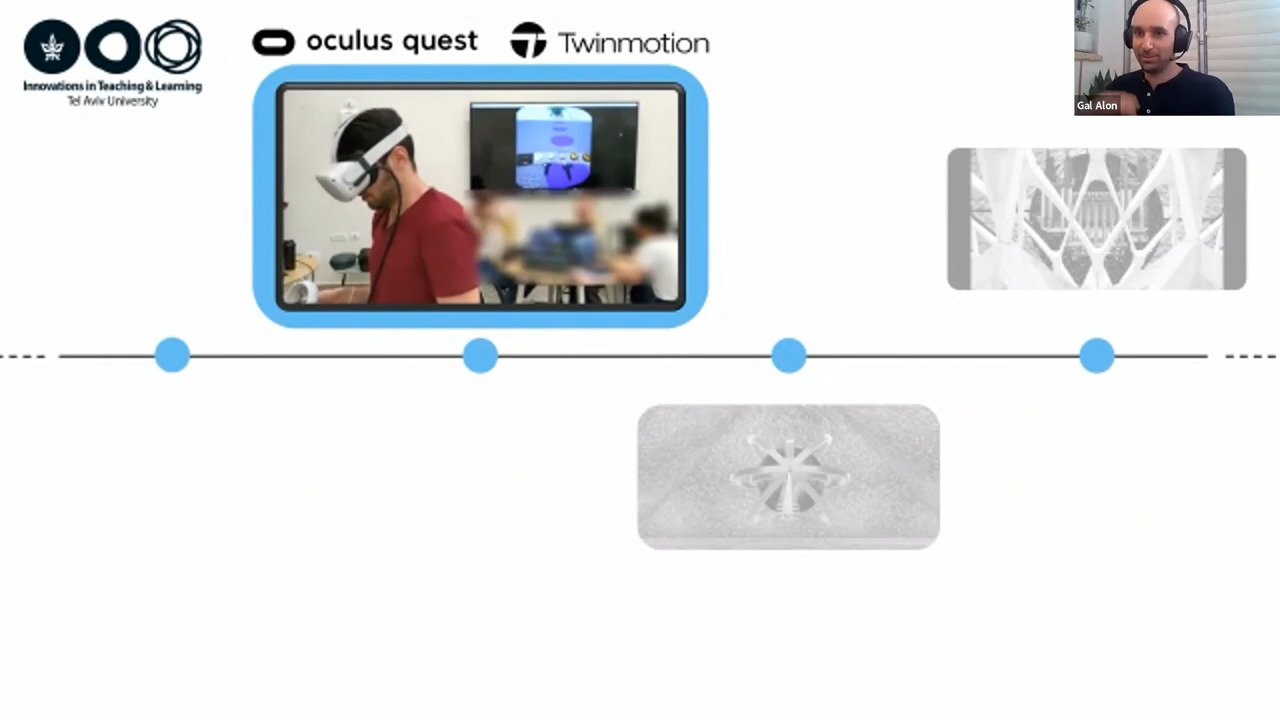 oculus quest
Twinmotion
Innovations in Teaching & Learning
Tel Aviv University
Gal Alon